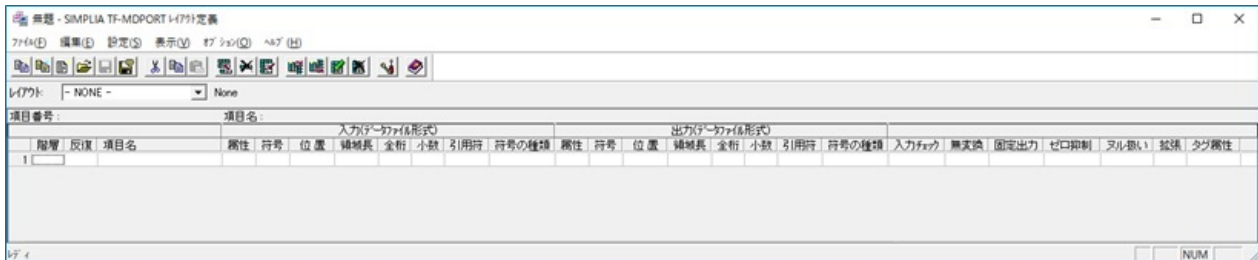 無題 - SIMPLIA TF-MDPORT ﾚｲｱｳﾄ定義
ﾌｧｲﾙ(F) 編集(E) 設定(S) 表示(V) ｵﾌﾟｼｮﾝ(O) ﾍﾙﾌﾟ(H)
ﾚｲｱｳﾄ: - NONE - None
項目番号: 項目名:
入力(ﾃﾞｰﾀﾌｧｲﾙ形式) 出力(ﾃﾞｰﾀﾌｧｲﾙ形式)
階層 反復 項目名 属性 符号 位置 領域長 全桁 小数 引用符 符号の種類 属性 符号 位置 領域長 全桁 小数 引用符 符号の種類 入力ﾁｪｯｸ 無変換 固定出力 ゼロ抑制 ヌル扱い 拡張 タグ属性
1
ﾚﾃﾞｨ NUM